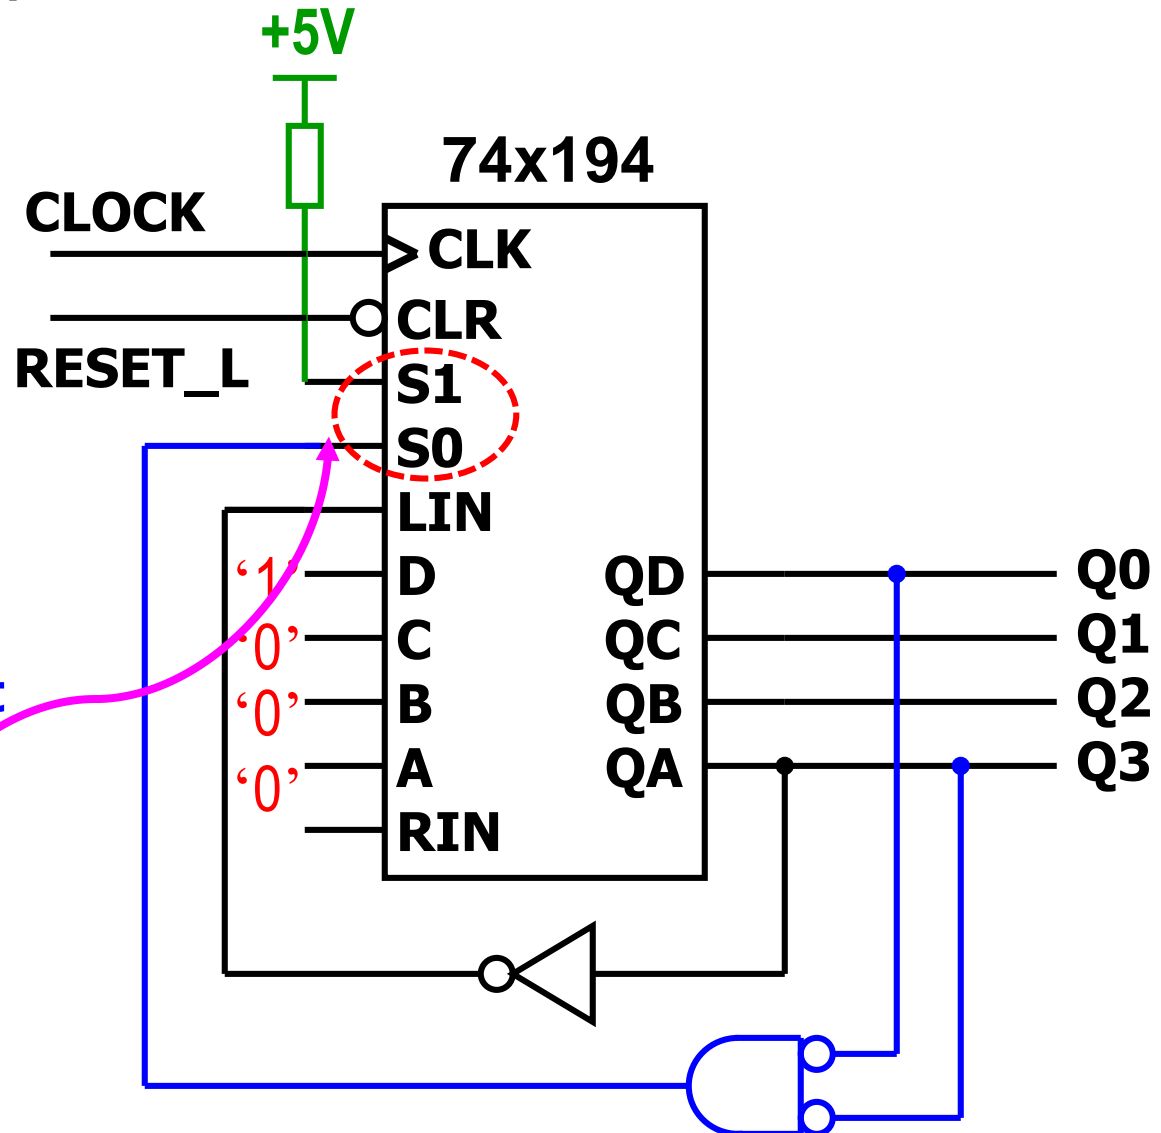 +5V
74x194
CLOCK
CLK
CLR
RESET_L
S1
S0
LIN
‘1’ D QD Q0
‘0’ C QC Q1
‘0’ B QB Q2
‘0’ A QA Q3
RIN